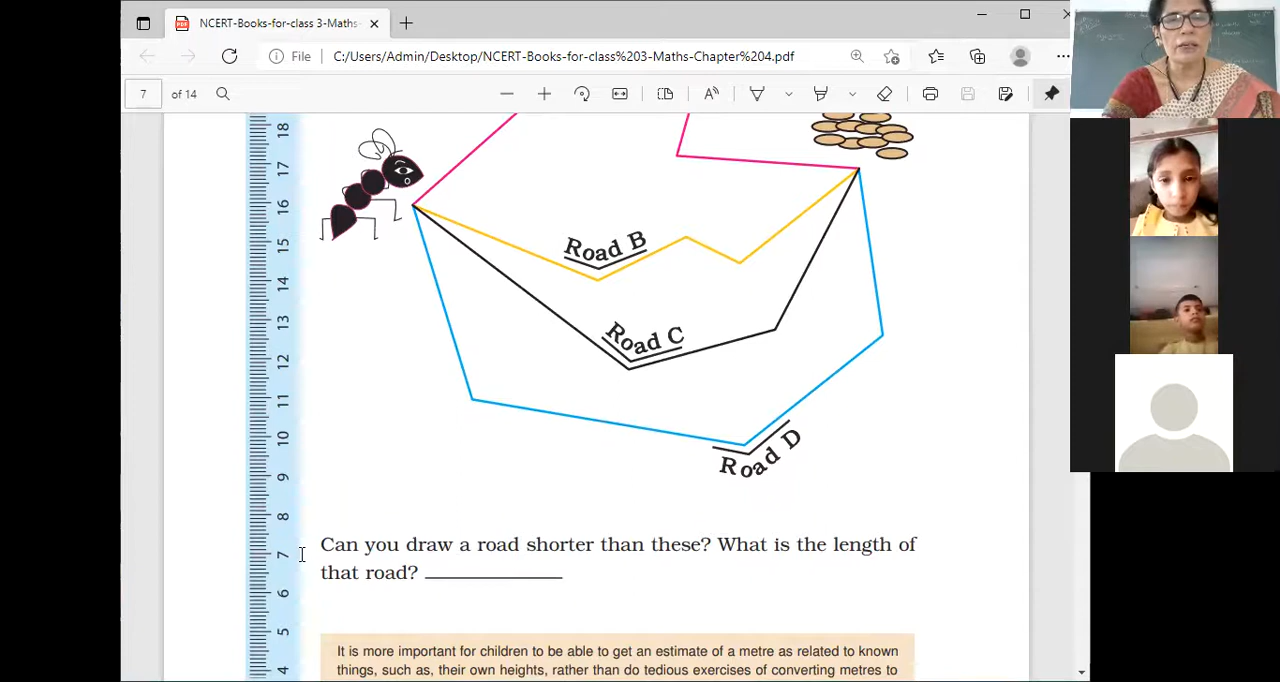 NCERT-Books-for-class 3-Maths-
File
C:/Users/Admin/Desktop/NCERT-Books-for-class%203-Maths-Chapter%204.pdf
7 of 14
18
17
16
15
14
13
12
11
10
9
8
7
6
5
4
Road B
Road C
Road D
Can you draw a road shorter than these? What is the length of
that road?
It is more important for children to be able to get an estimate of a metre as related to known
things, such as, their own heights, rather than do tedious exercises of converting metres to